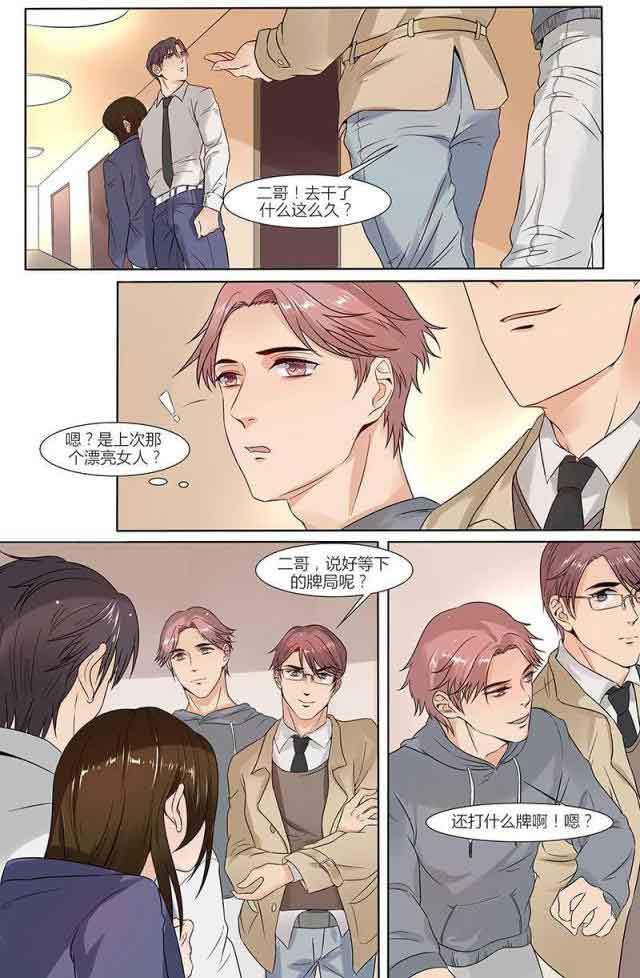 二哥！去干了
什么这么久？
嗯？是上次那
个漂亮女人？
二哥，说好等下
的牌局呢？
还打什么牌啊！嗯？